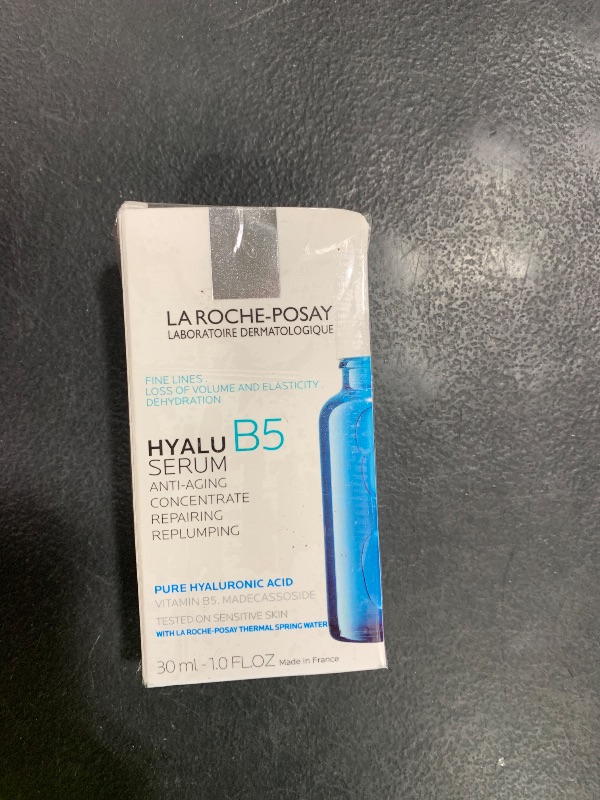 LA ROCHE-POSAY
LABORATOIRE DERMATOLOGIQUE
FINE LINES.
LOSS OF VOLUME AND ELASTICITY
DEHYDRATION
HYALU B5
SERUM
ANTI-AGING
CONCENTRATE
REPAIRING
REPLUMPING
PURE HYALURONIC ACID
VITAMIN B5. MADECASSOSIDE
TESTED ON SENSITIVE SKIN
WITH LA ROCHE-POSAY THERMAL SPRING WATER
30 ml - 1.0 FL.OZ Made in France